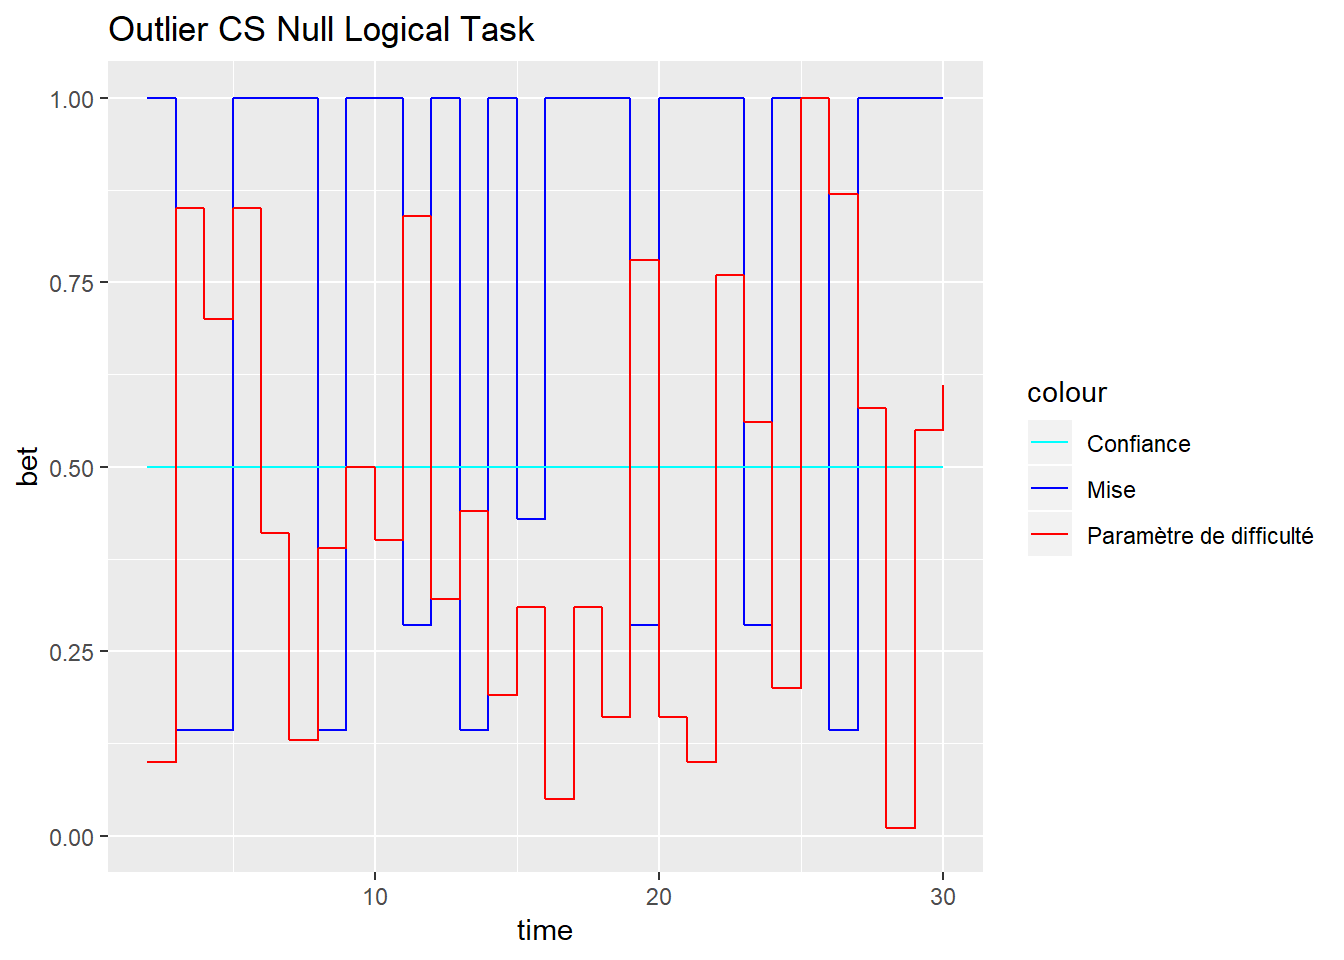 Outlier CS Null Logical Task
1.00
0.75
0.50
0.25
0.00
bet
10
20
30
time
colour
Confiance
Mise
Paramètre de difficulté